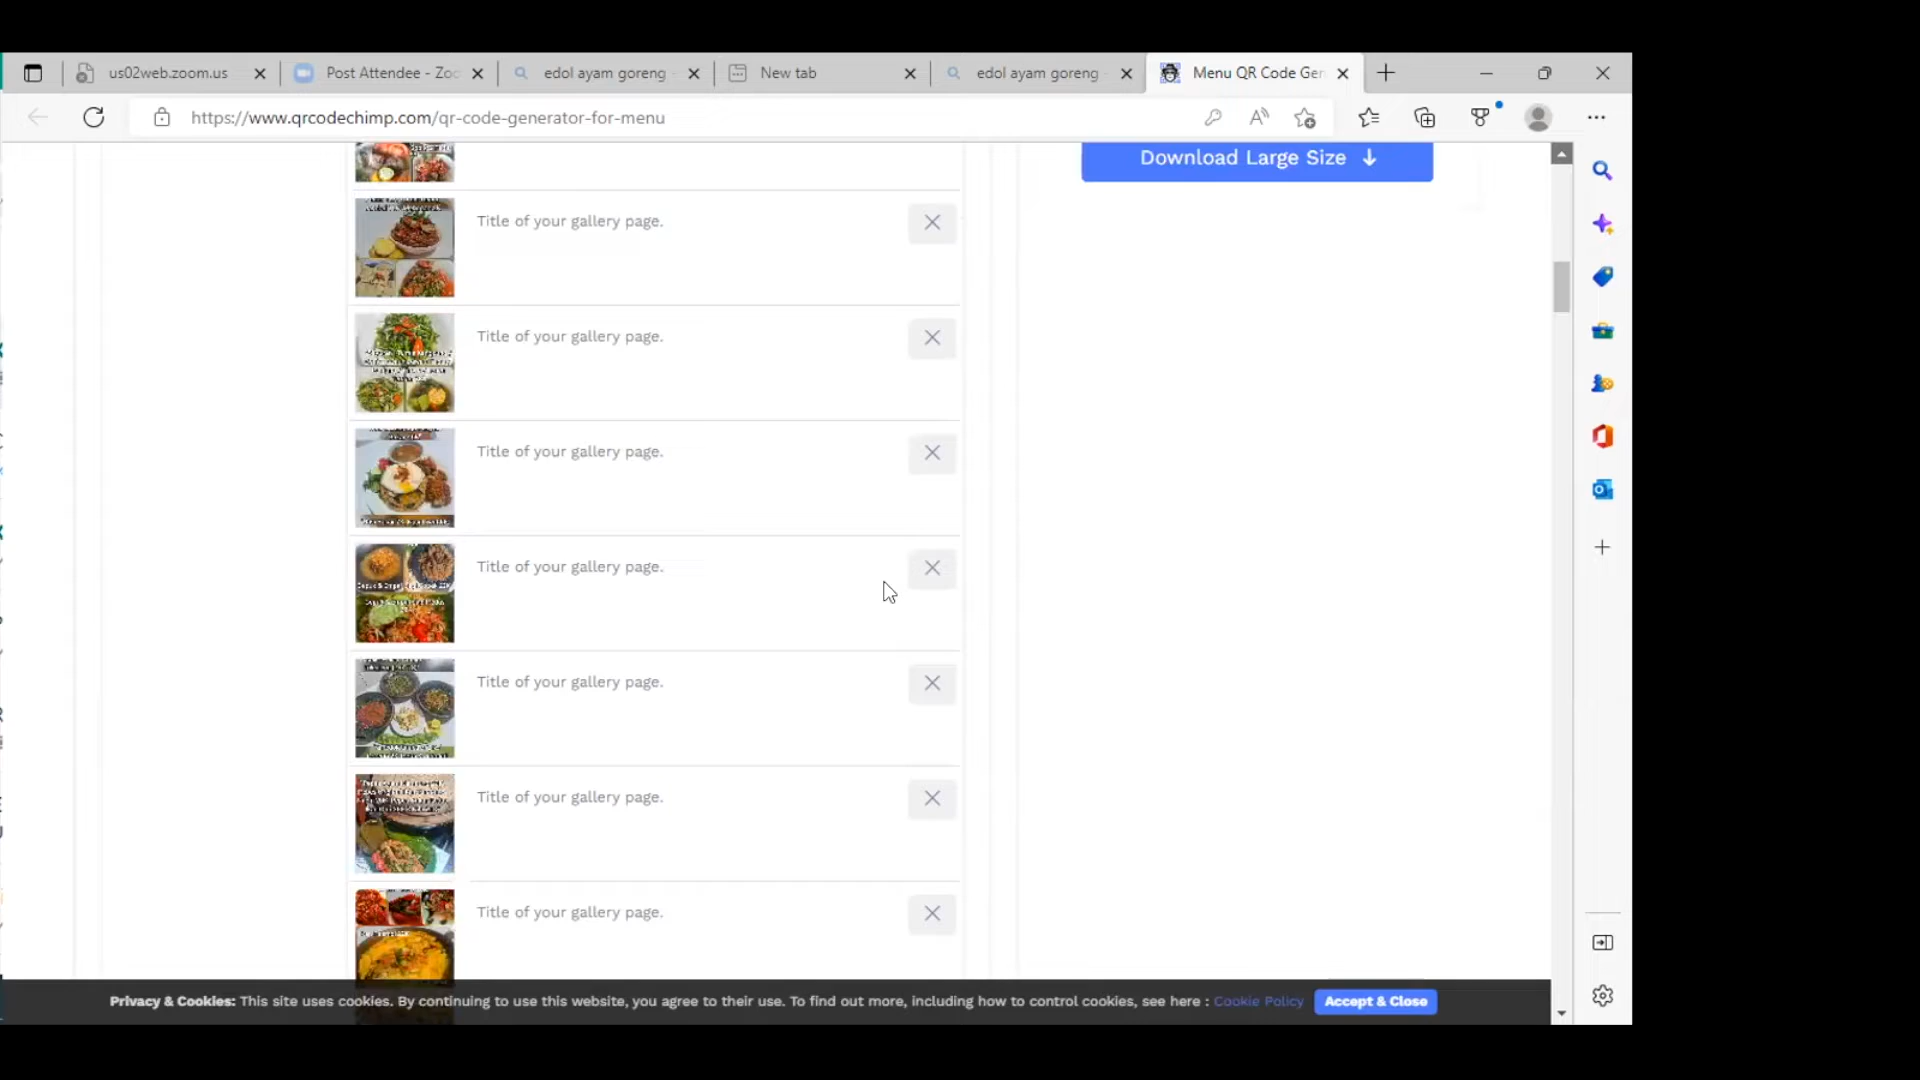 us02web.zoom.us
Post Attendee - Zoo
edol ayam goreng
New tab
edol ayam goreng
Menu QR Code Gen
https://www.qrcodechimp.com/qr-code-generator-for-menu
Download Large Size
Title of your gallery page.
Title of your gallery page.
Title of your gallery page.
Title of your gallery page.
Title of your gallery page.
Title of your gallery page.
Title of your gallery page.
Privacy & Cookies: This site uses cookies. By continuing to use this website, you agree to their use. To find out more, including how to control cookies, see here : Cookie Policy
Accept & Close